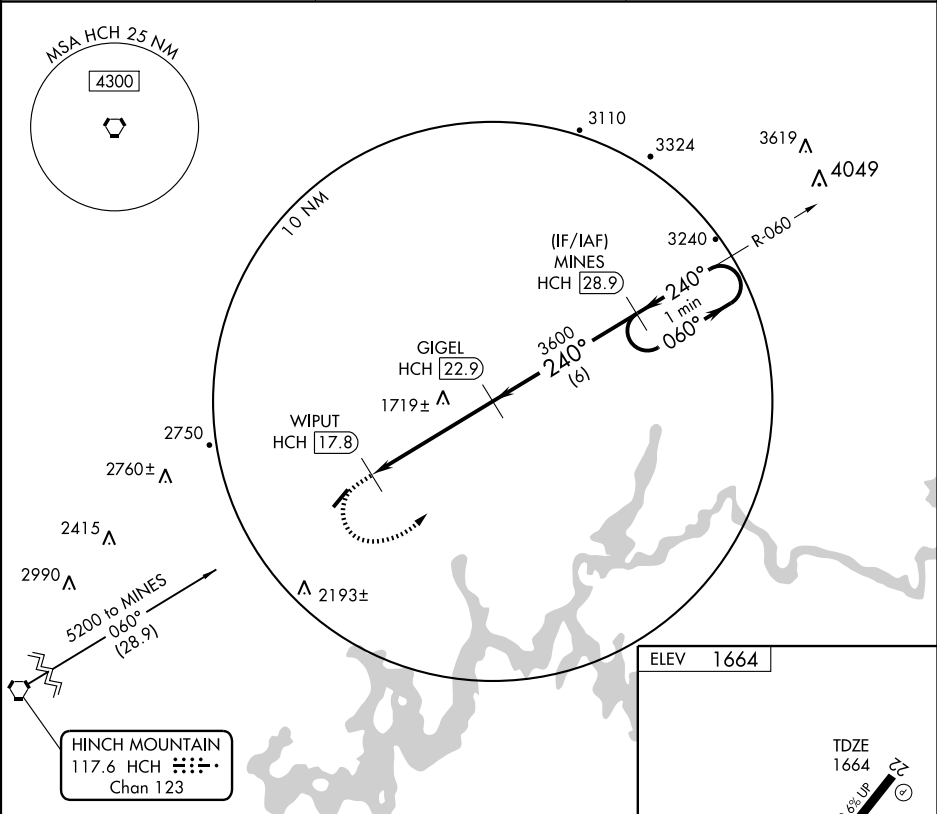 MSA HCH 25 NM
4300
3110
3324
3619
4049
10 NM
(IF/IAF)
MINES
HCH 28.9
3240
R-060
240°
1 min
060°
3600
240°
(6)
GIGEL
HCH 22.9
1719±
WIPUT
HCH 17.8
2750
2760±
2415
2990
2193±
5200 to MINES
060°
(28.9)
HINCH MOUNTAIN
117.6 HCH
Chan 123
ELEV 1664
TDZE
1664
22
P
6% UP